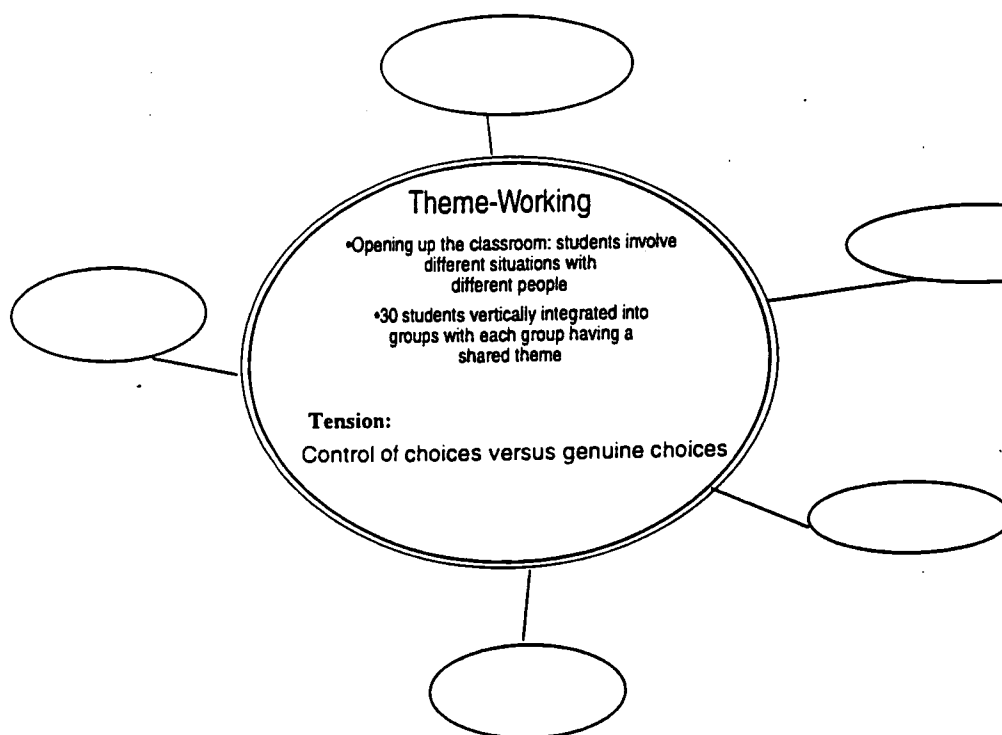 Theme-Working
•Opening up the classroom: students involve
different situations with
different people
•30 students vertically integrated into
groups with each group having a
shared theme
Tension:
Control of choices versus genuine choices